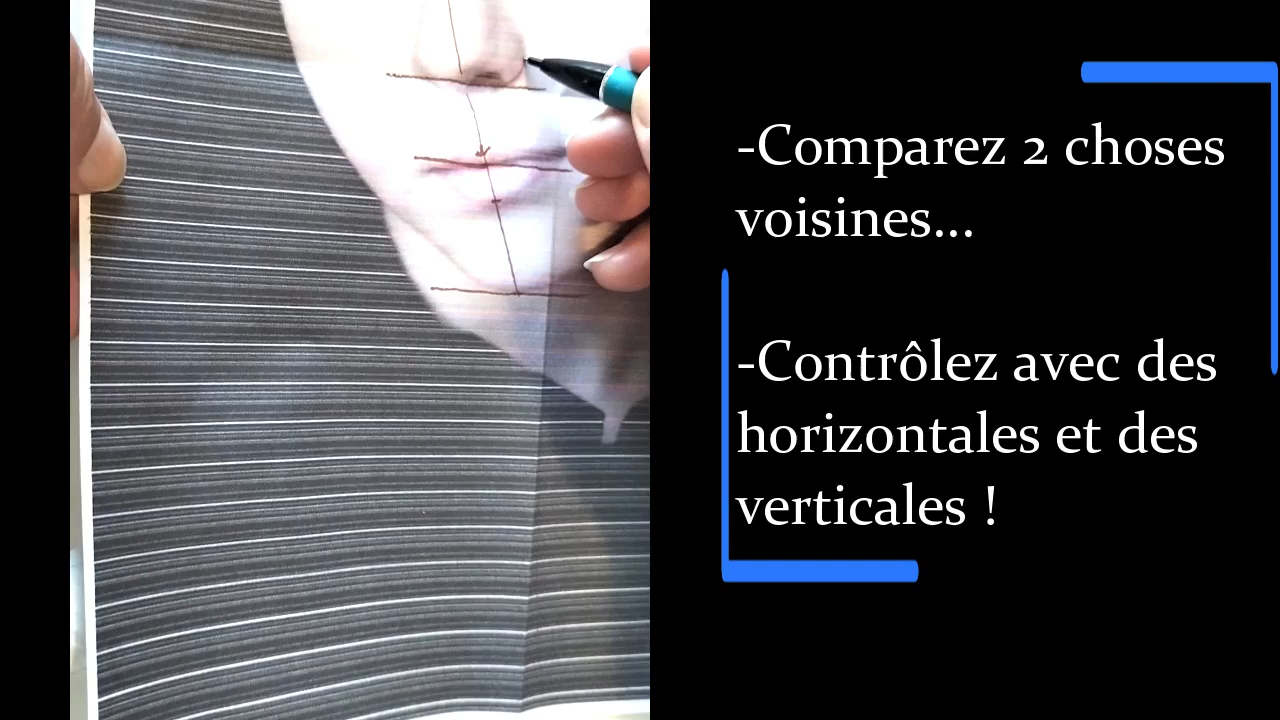 -Comparez 2 choses
voisines...
-Contrôlez avec des
horizontales et des
verticales !